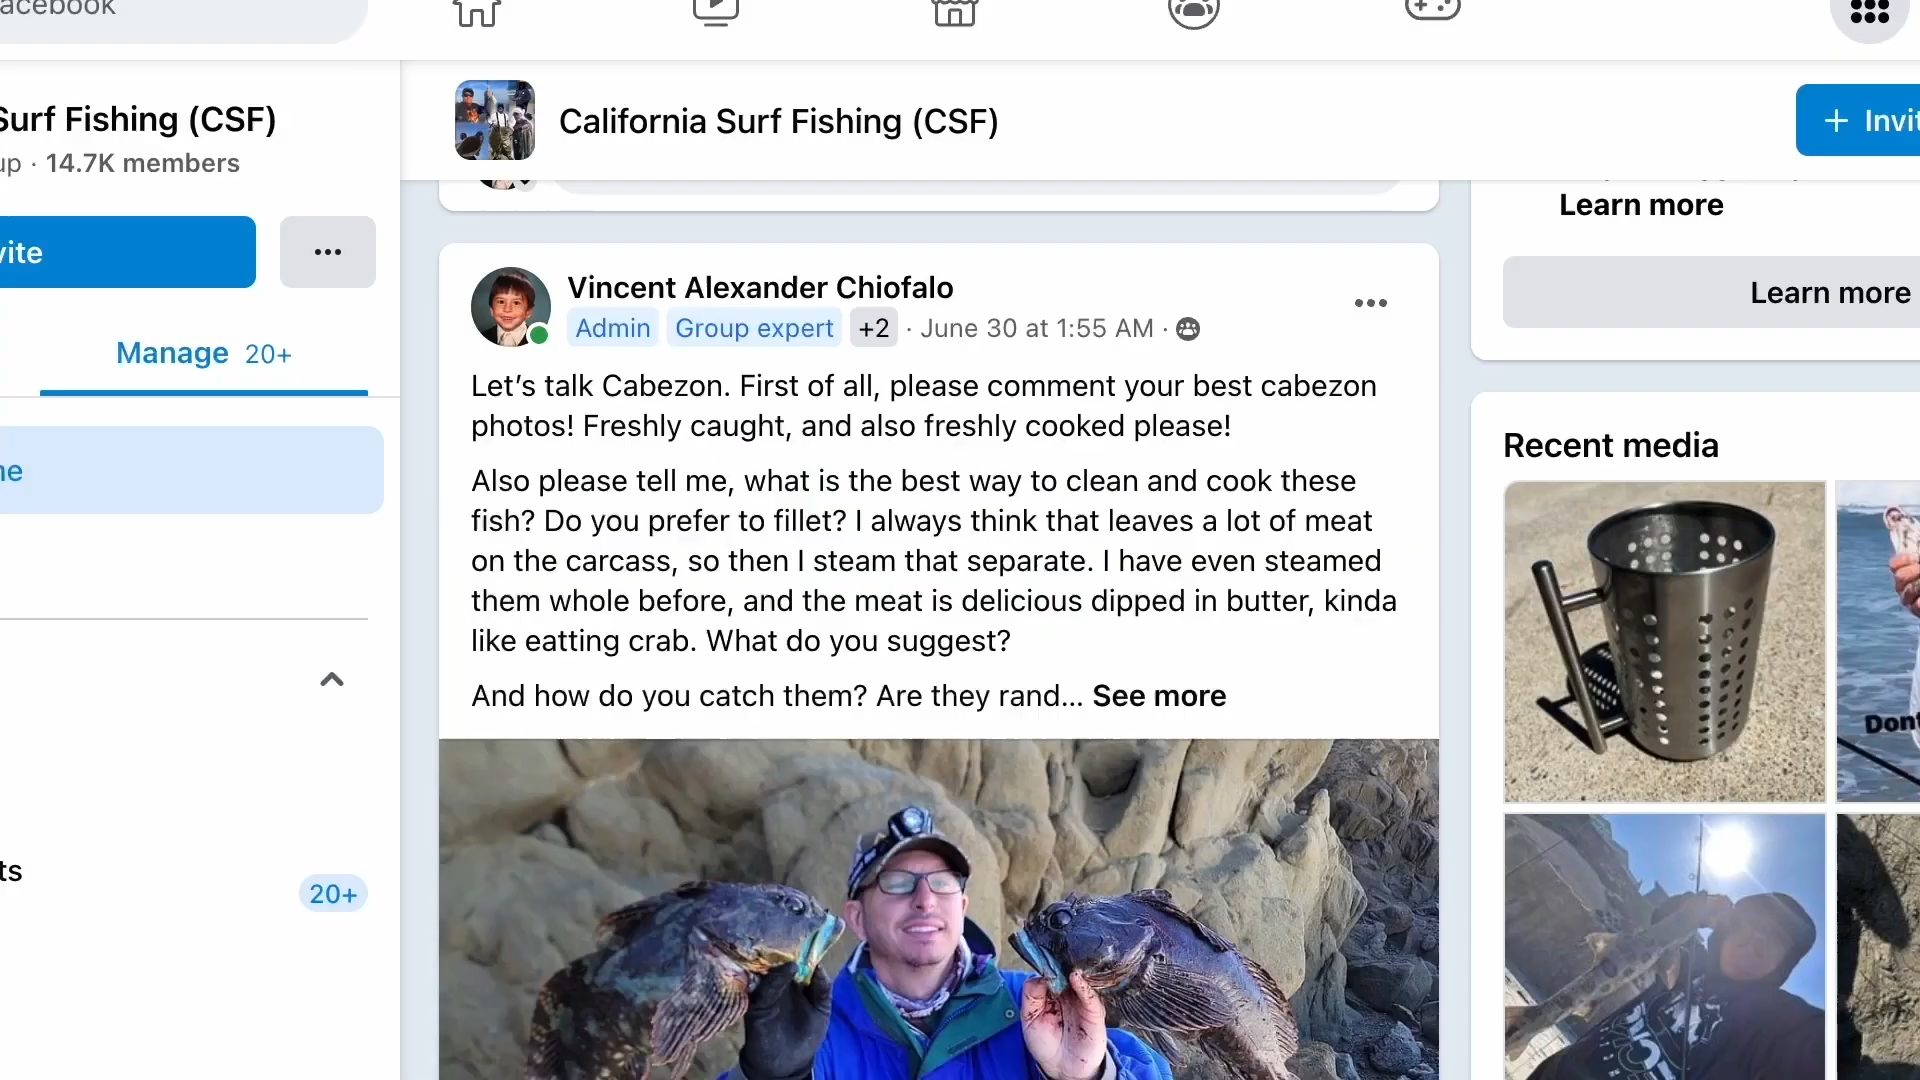 acebook
Surf Fishing (CSF)
up · 14.7K members
vite
Manage 20+
me
ts
20+
California Surf Fishing (CSF)
+ Invit
Vincent Alexander Chiofalo
Admin Group expert +2 · June 30 at 1:55 AM ·
Let’s talk Cabezon. First of all, please comment your best cabezon
photos! Freshly caught, and also freshly cooked please!
Also please tell me, what is the best way to clean and cook these
fish? Do you prefer to fillet? I always think that leaves a lot of meat
on the carcass, so then I steam that separate. I have even steamed
them whole before, and the meat is delicious dipped in butter, kinda
like eatting crab. What do you suggest?
And how do you catch them? Are they rand... See more
Learn more
Learn more
Recent media
Dont